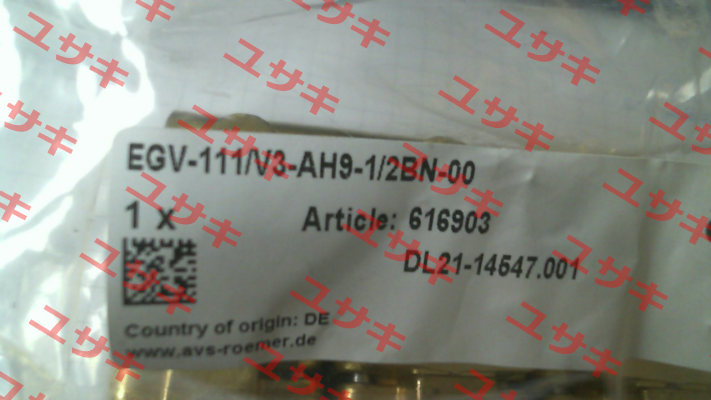 EGV-111/V3-AH9-1/2BN-00
1 x
Article: 616903
DL21-14547.001
Country of origin: DE
www.avs-roemer.de
ユサキ